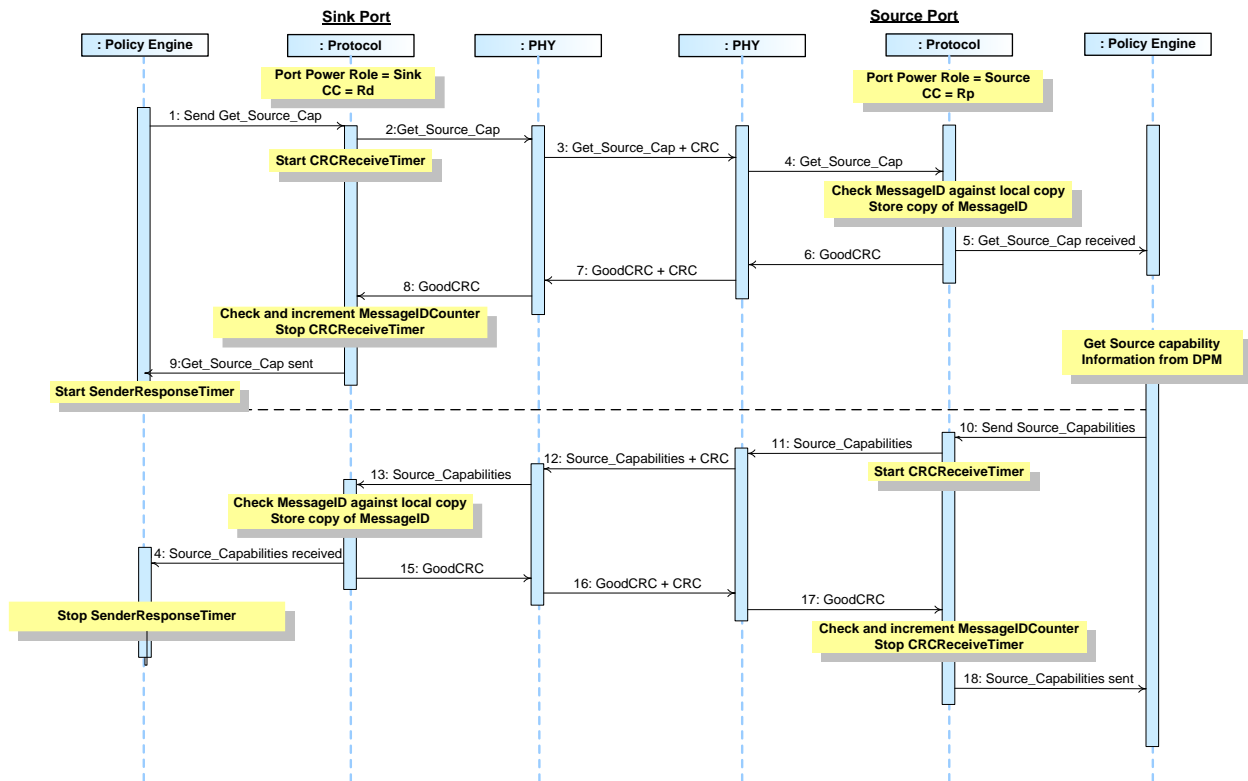 Sink Port
Source Port
: Policy Engine
: Protocol
: PHY
: PHY
: Protocol
: Policy Engine
Port Power Role = Sink
CC = Rd
Port Power Role = Source
CC = Rp
1: Send Get_Source_Cap
2:Get_Source_Cap
Start CRCReceiveTimer
3: Get_Source_Cap + CRC
4: Get_Source_Cap
Check MessageID against local copy
Store copy of MessageID
5: Get_Source_Cap received
6: GoodCRC
7: GoodCRC + CRC
8: GoodCRC
Check and increment MessageIDCounter
Stop CRCReceiveTimer
9:Get_Source_Cap sent
Start SenderResponseTimer
Get Source capability
Information from DPM
10: Send Source_Capabilities
11: Source_Capabilities
Start CRCReceiveTimer
12: Source_Capabilities + CRC
13: Source_Capabilities
Check MessageID against local copy
Store copy of MessageID
4: Source_Capabilities received
15: GoodCRC
16: GoodCRC + CRC
17: GoodCRC
Stop SenderResponseTimer
Check and increment MessageIDCounter
Stop CRCReceiveTimer
18: Source_Capabilities sent